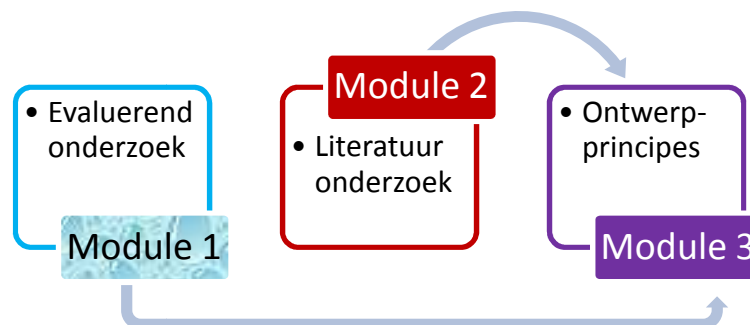 • Evaluerend
onderzoek
Module 1
Module 2
• Literatuur
onderzoek
• Ontwerp-
principes
Module 3